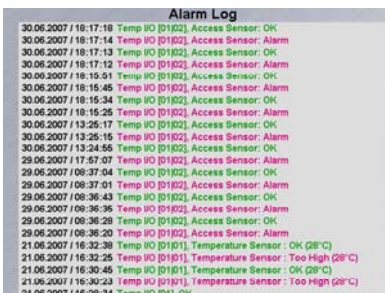 Alarm Log
30.06.2007 / 18:17:18 Temp I/O [01|02], Access Sensor: OK
30.06.2007 / 18:17:14 Temp I/O [01|02], Access Sensor: Alarm
30.06.2007 / 18:17:13 Temp I/O [01|02], Access Sensor: OK
30.06.2007 / 18:17:12 Temp I/O [01|02], Access Sensor: Alarm
30.06.2007 / 18:15:51 Temp I/O [01|02], Access Sensor: OK
30.06.2007 / 18:15:45 Temp I/O [01|02], Access Sensor: Alarm
30.06.2007 / 18:15:34 Temp I/O [01|02], Access Sensor: OK
30.06.2007 / 18:15:25 Temp I/O [01|02], Access Sensor: Alarm
30.06.2007 / 13:25:17 Temp I/O [01|02], Access Sensor: OK
30.06.2007 / 13:25:15 Temp I/O [01|02], Access Sensor: Alarm
30.06.2007 / 13:24:55 Temp I/O [01|02], Access Sensor: OK
29.06.2007 / 17:57:07 Temp I/O [01|02], Access Sensor: Alarm
29.06.2007 / 08:37:04 Temp I/O [01|02], Access Sensor: OK
29.06.2007 / 08:37:01 Temp I/O [01|02], Access Sensor: Alarm
29.06.2007 / 08:36:43 Temp I/O [01|02], Access Sensor: OK
29.06.2007 / 08:36:35 Temp I/O [01|02], Access Sensor: Alarm
29.06.2007 / 08:36:28 Temp I/O [01|02], Access Sensor: OK
29.06.2007 / 08:36:20 Temp I/O [01|02], Access Sensor: Alarm
21.06.2007 / 16:32:38 Temp I/O [01|01], Temperature Sensor : OK (28°C)
21.06.2007 / 16:32:25 Temp I/O [01|01], Temperature Sensor : Too High (28°C)
21.06.2007 / 16:30:45 Temp I/O [01|01], Temperature Sensor : OK (28°C)
21.06.2007 / 16:30:23 Temp I/O [01|01], Temperature Sensor : Too High (28°C)